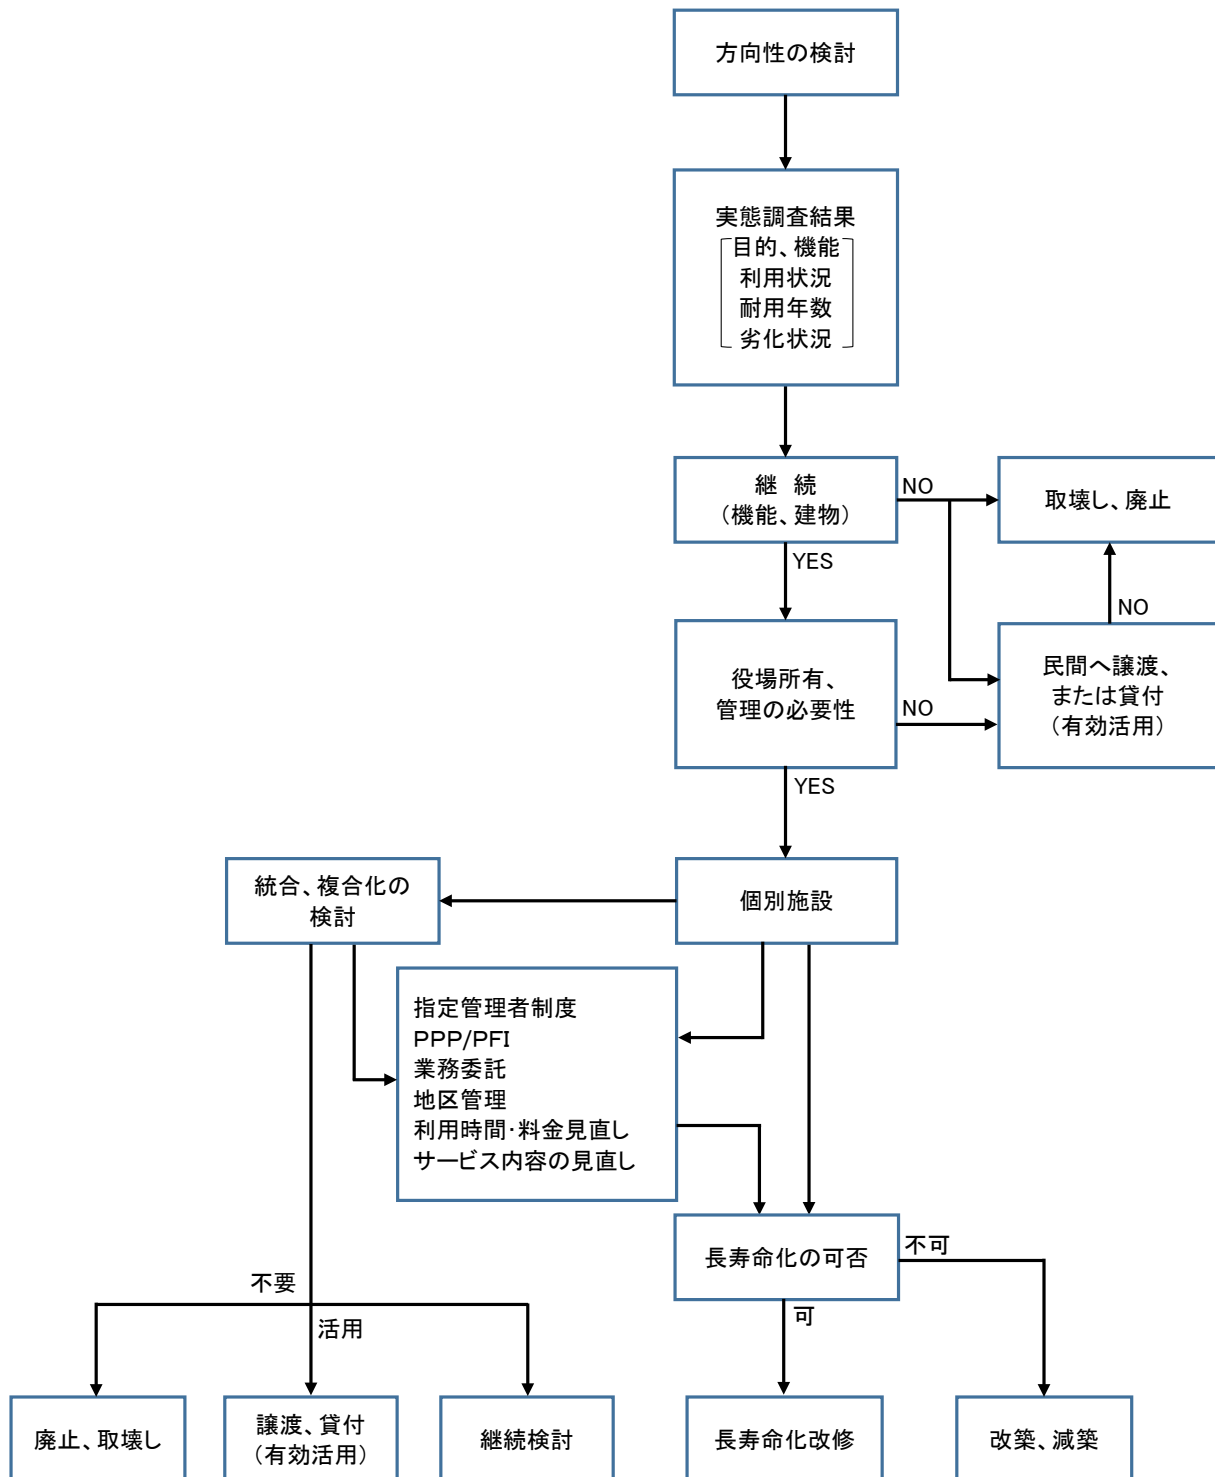 方向性の検討
実態調査結果
目的、機能
利用状況
耐用年数
劣化状況
継　続
（機能、建物）
NO
取壊し、廃止
YES
NO
役場所有、
管理の必要性
NO
民間へ譲渡、
または貸付
（有効活用）
YES
統合、複合化の
検討
個別施設
指定管理者制度
PPP/PFI
業務委託
地区管理
利用時間・料金見直し
サービス内容の見直し
長寿命化の可否
不可
不要
活用
可
廃止、取壊し
譲渡、貸付
（有効活用）
継続検討
長寿命化改修
改築、減築